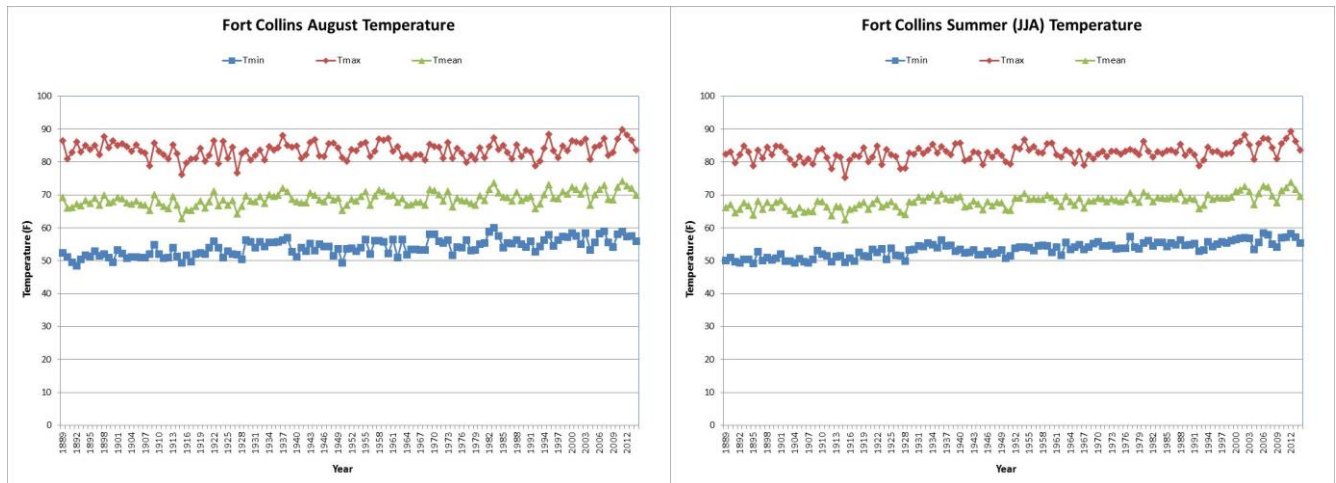 Fort Collins August Temperature
Tmin Tmax Tmean
100
90
80
70
60
50
40
30
20
10
0
Temperature (F)
1889 1892 1895 1898 1901 1904 1907 1910 1913 1916 1919 1922 1925 1928 1931 1934 1937 1940 1943 1946 1949 1952 1955 1958 1961 1964 1967 1970 1973 1976 1979 1982 1985 1988 1991 1994 1997 2000 2003 2006 2009 2012
Year
Fort Collins Summer (JJA) Temperature
Tmin Tmax Tmean
100
90
80
70
60
50
40
30
20
10
0
Temperature (F)
1889 1892 1895 1898 1901 1904 1907 1910 1913 1916 1919 1922 1925 1928 1931 1934 1937 1940 1943 1946 1949 1952 1955 1958 1961 1964 1967 1970 1973 1976 1979 1982 1985 1988 1991 1994 1997 2000 2003 2006 2009 2012
Year